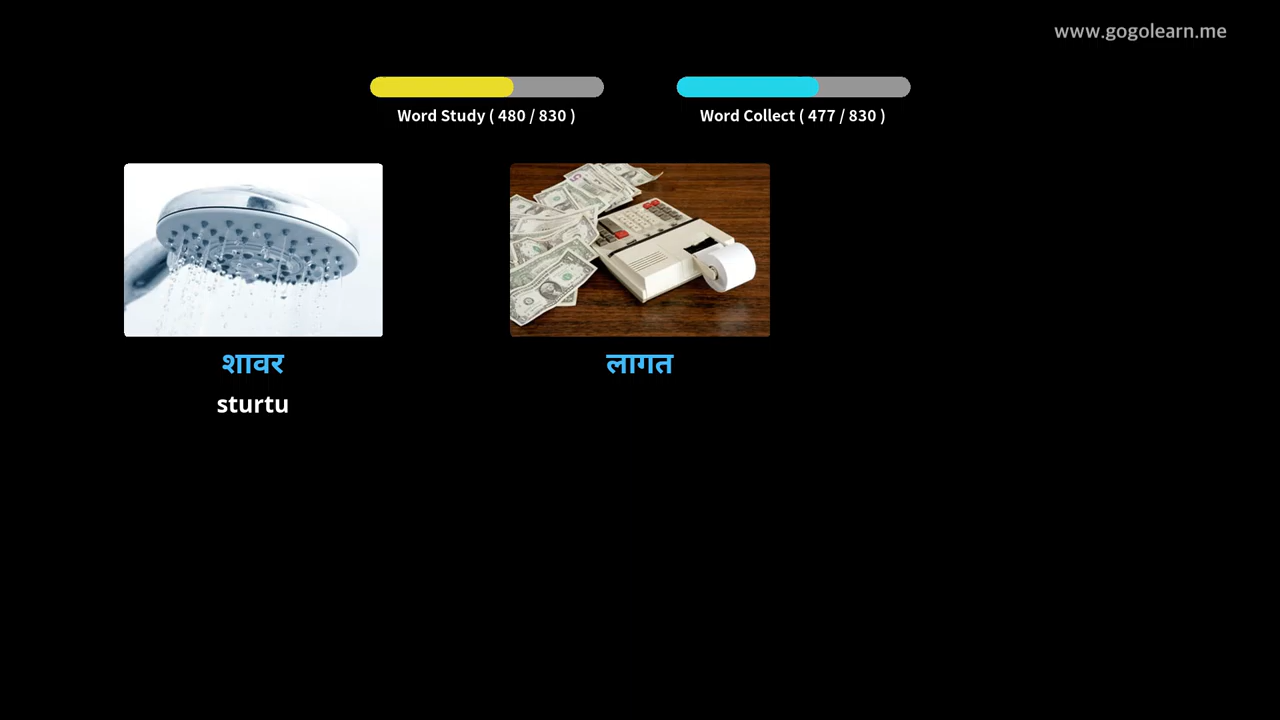 www.gogolearn.me
Word Study ( 480 / 830 )
Word Collect ( 477 / 830 )
शावर
लागत
sturtu